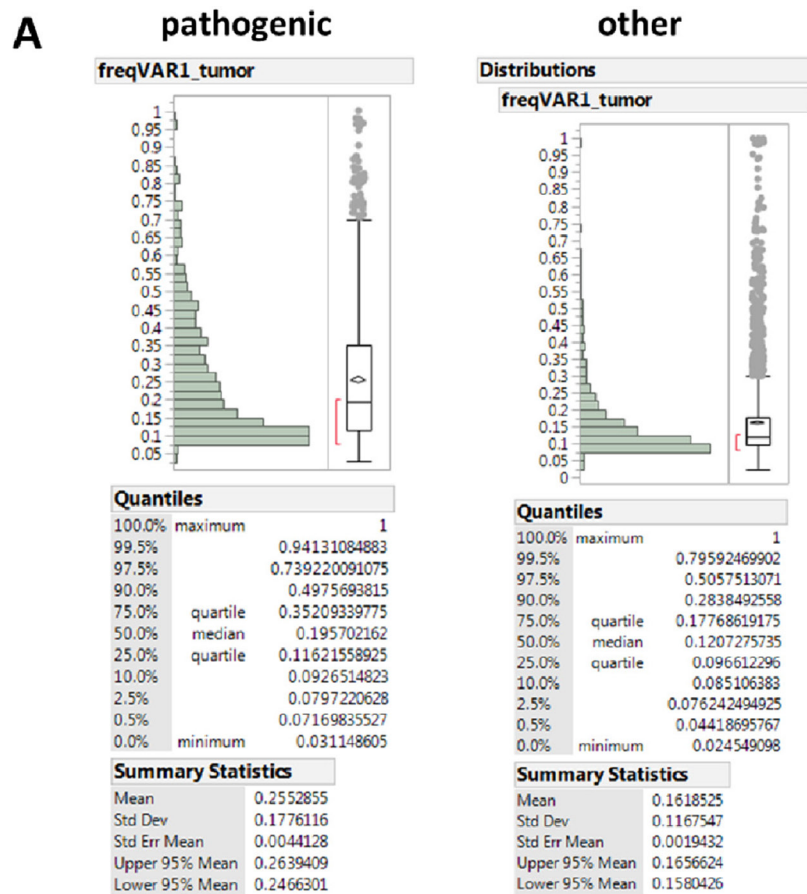 A
pathogenic
other
freqVAR1_tumor
Distributions
freqVAR1_tumor
1
0.95
0.9
0.85
0.8
0.75
0.7
0.65
0.6
0.55
0.5
0.45
0.4
0.35
0.3
0.25
0.2
0.15
0.1
0.05
1
0.95
0.9
0.85
0.8
0.75
0.7
0.65
0.6
0.55
0.5
0.45
0.4
0.35
0.3
0.25
0.2
0.15
0.1
0.05
0
Quantiles
100.0% maximum 1
99.5% 0.94131084883
97.5% 0.739220091075
90.0% 0.4975693815
75.0% quartile 0.35209339775
50.0% median 0.195702162
25.0% quartile 0.11621558925
10.0% 0.0926514823
2.5% 0.0797220628
0.5% 0.07169835527
0.0% minimum 0.031148605
Summary Statistics
Mean 0.2552855
Std Dev 0.1776116
Std Err Mean 0.0044128
Upper 95% Mean 0.2639409
Lower 95% Mean 0.2466301
Quantiles
100.0% maximum 1
99.5% 0.79592469902
97.5% 0.5057513071
90.0% 0.2838492558
75.0% quartile 0.17768619175
50.0% median 0.1207275735
25.0% quartile 0.096612296
10.0% 0.085106383
2.5% 0.076242494925
0.5% 0.04418695767
0.0% minimum 0.024549098
Summary Statistics
Mean 0.1618525
Std Dev 0.1167547
Std Err Mean 0.0019432
Upper 95% Mean 0.1656624
Lower 95% Mean 0.1580426